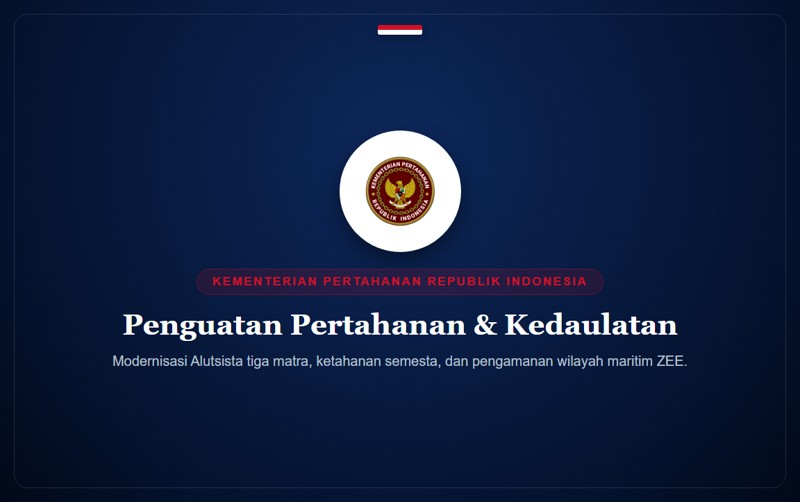 KEMENTERIAN PERTAHANAN
REPUBLIK INDONESIA
KEMENTERIAN PERTAHANAN REPUBLIK INDONESIA
Penguatan Pertahanan & Kedaulatan
Modernisasi Alutsista tiga matra, ketahanan semesta, dan pengamanan wilayah maritim ZEE.